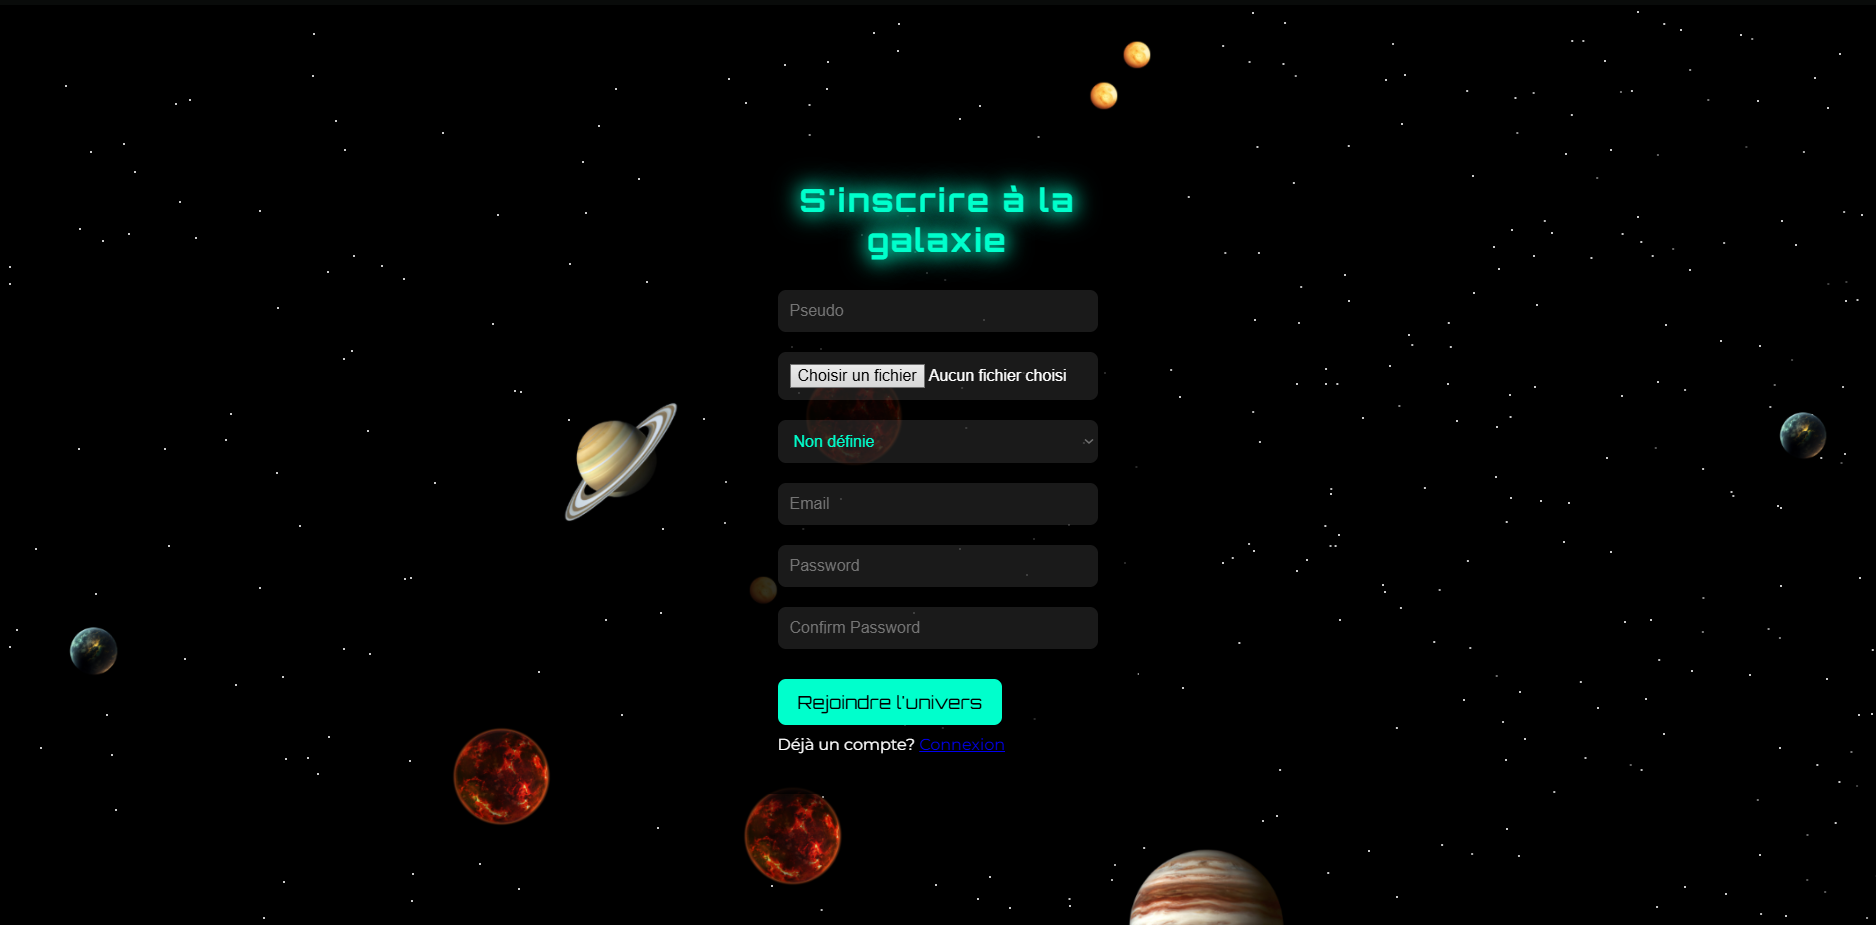 S'inscrire à la
galaxie
Pseudo
Choisir un fichier Aucun fichier choisi
Non définie
Email
Password
Confirm Password
Rejoindre l'univers
Déjà un compte? Connexion